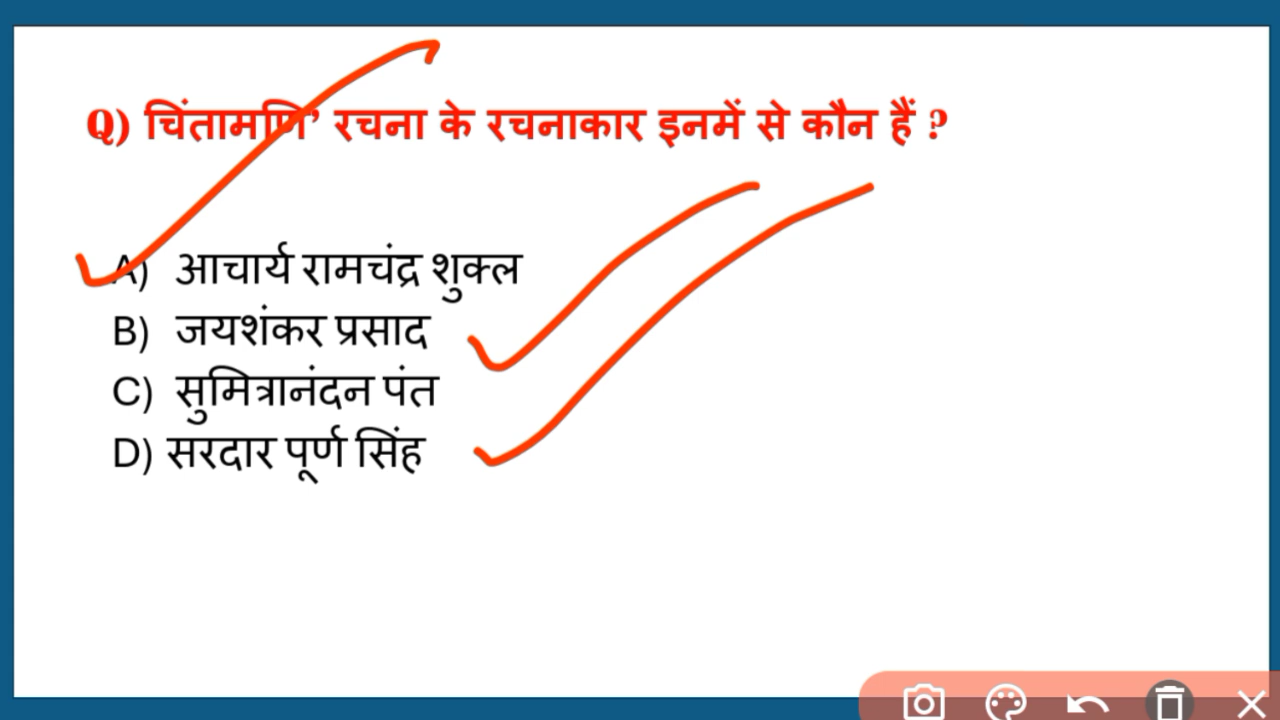 Q) चिंतामणि’ रचना के रचनाकार इनमें से कौन हैं ?
A) आचार्य रामचंद्र शुक्ल
B) जयशंकर प्रसाद
C) सुमित्रानंदन पंत
D) सरदार पूर्ण सिंह